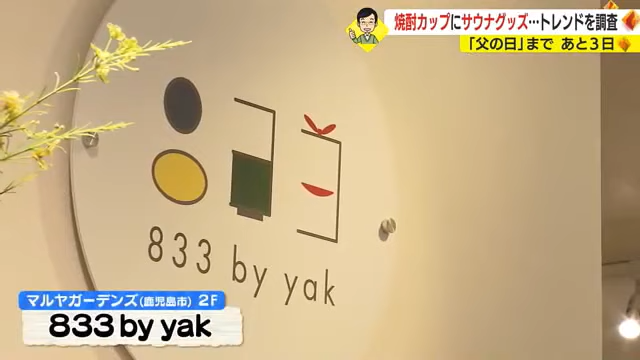 焼酎カップにサウナグッズ…トレンドを調査
「父の日」まで あと3日
833 by yak
マルヤガーデンズ(鹿児島市) 2F
833 by yak